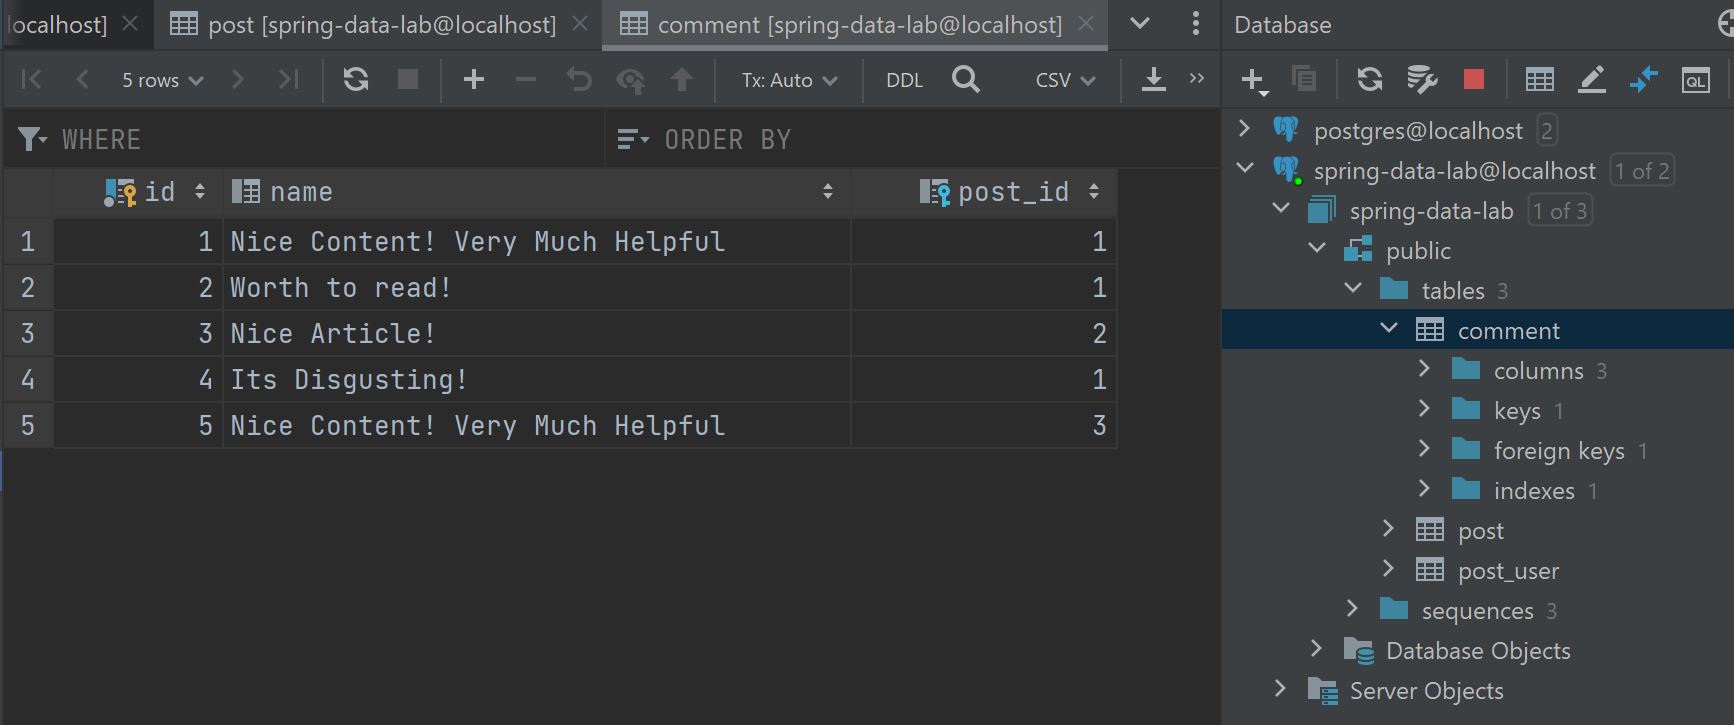 localhost]
post [spring-data-lab@localhost]
comment [spring-data-lab@localhost]
Database
5 rows
Tx: Auto
DDL
CSV
QL
WHERE
ORDER BY
id name post_id
1 1 Nice Content! Very Much Helpful 1
2 2 Worth to read! 1
3 3 Nice Article! 2
4 4 Its Disgusting! 1
5 5 Nice Content! Very Much Helpful 3
postgres@localhost 2
spring-data-lab@localhost 1 of 2
spring-data-lab 1 of 3
public
tables 3
comment
columns 3
keys 1
foreign keys 1
indexes 1
post
post_user
sequences 3
Database Objects
Server Objects